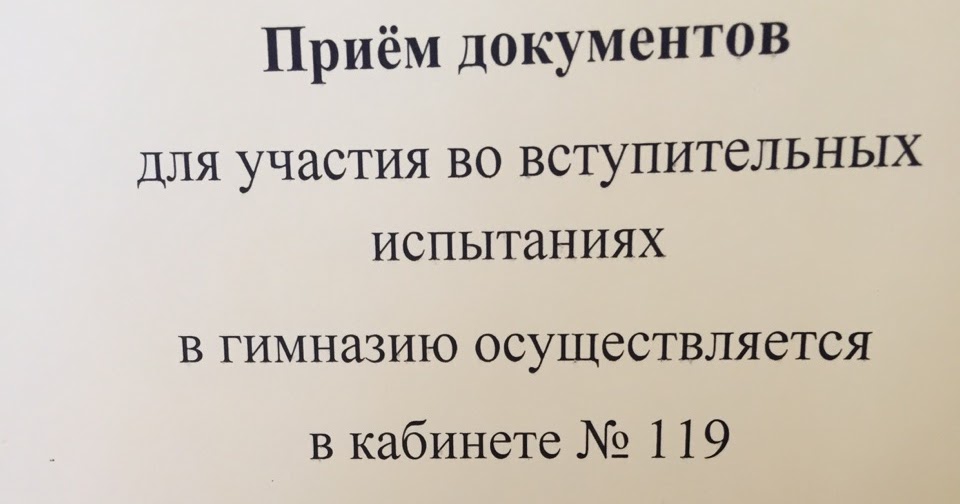 Приём документов
для участия во вступительных
испытаниях
в гимназию осуществляется
в кабинете № 119